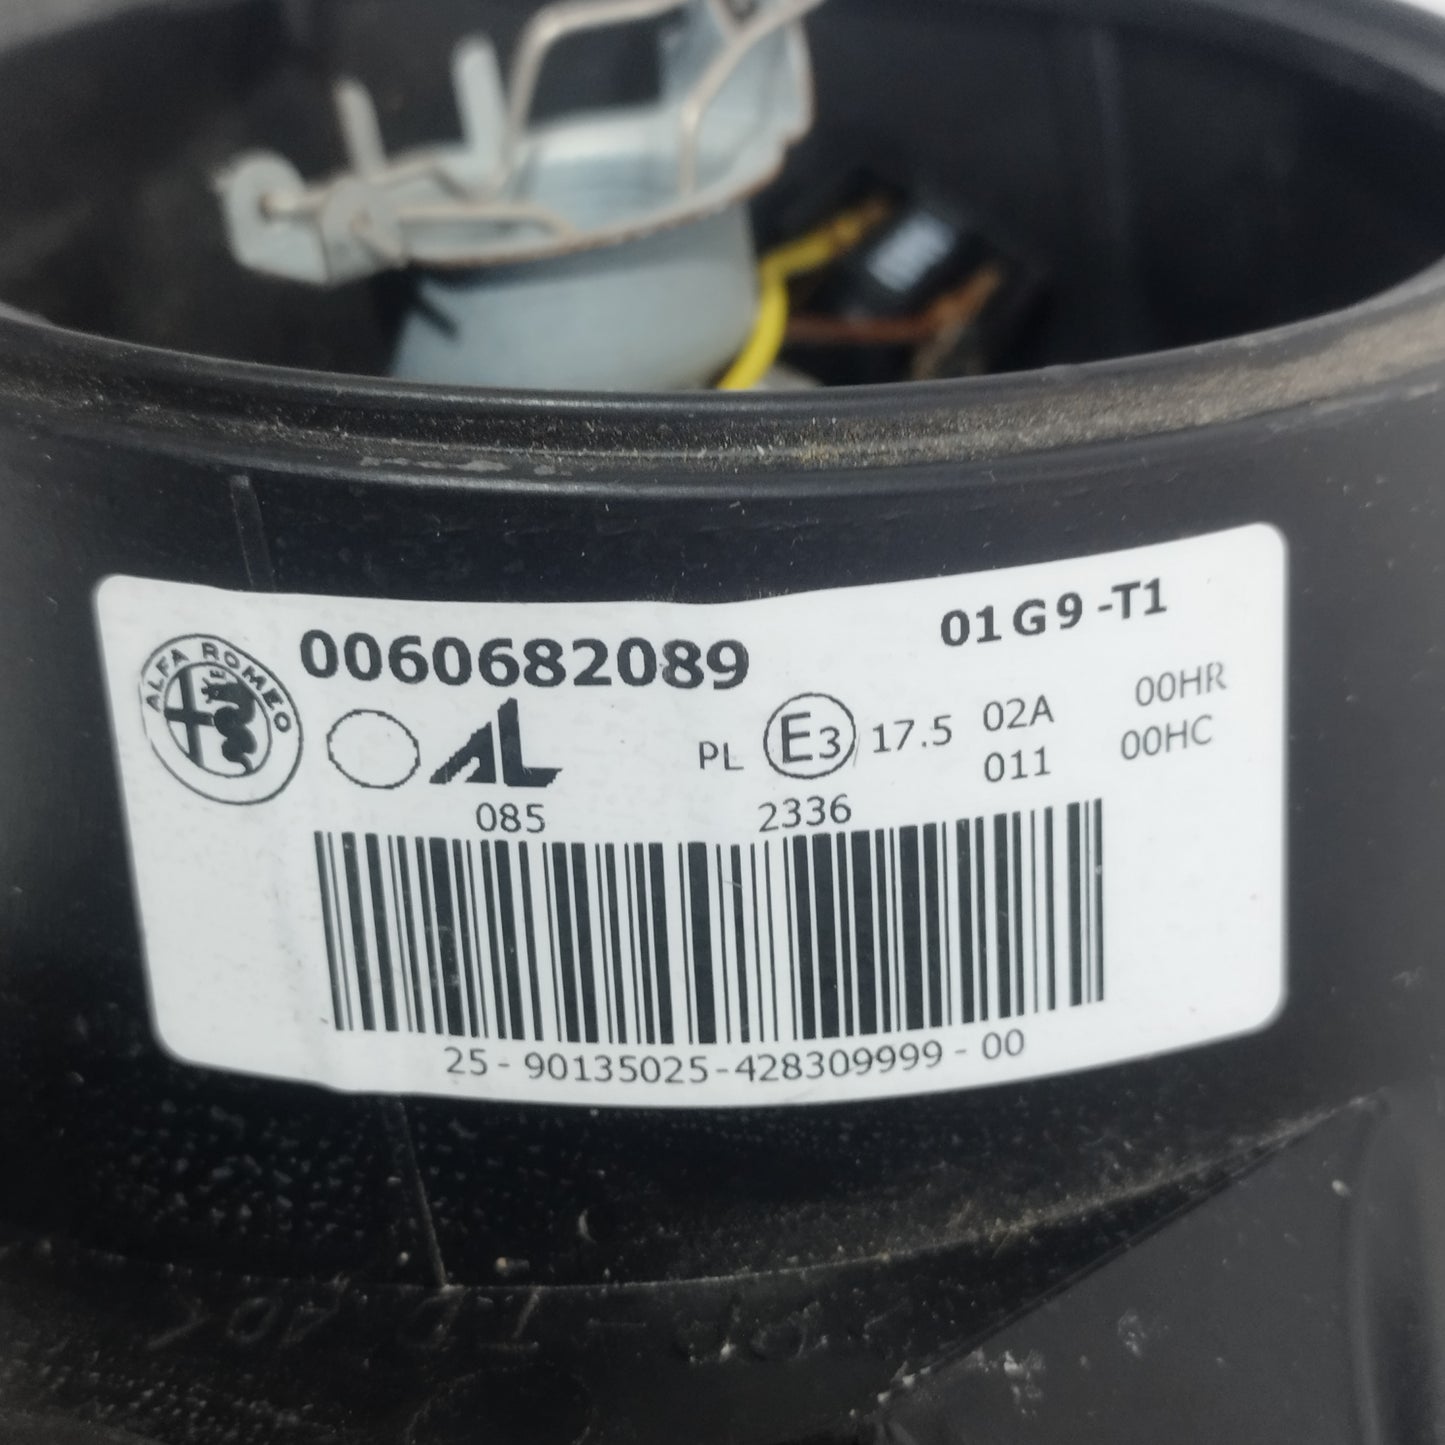 0060682089
01G9-T1
ALFA ROMEO
AL
PL E3 17.5 02A 00HR
011 00HC
085 2336
25-90135025-428309999-00